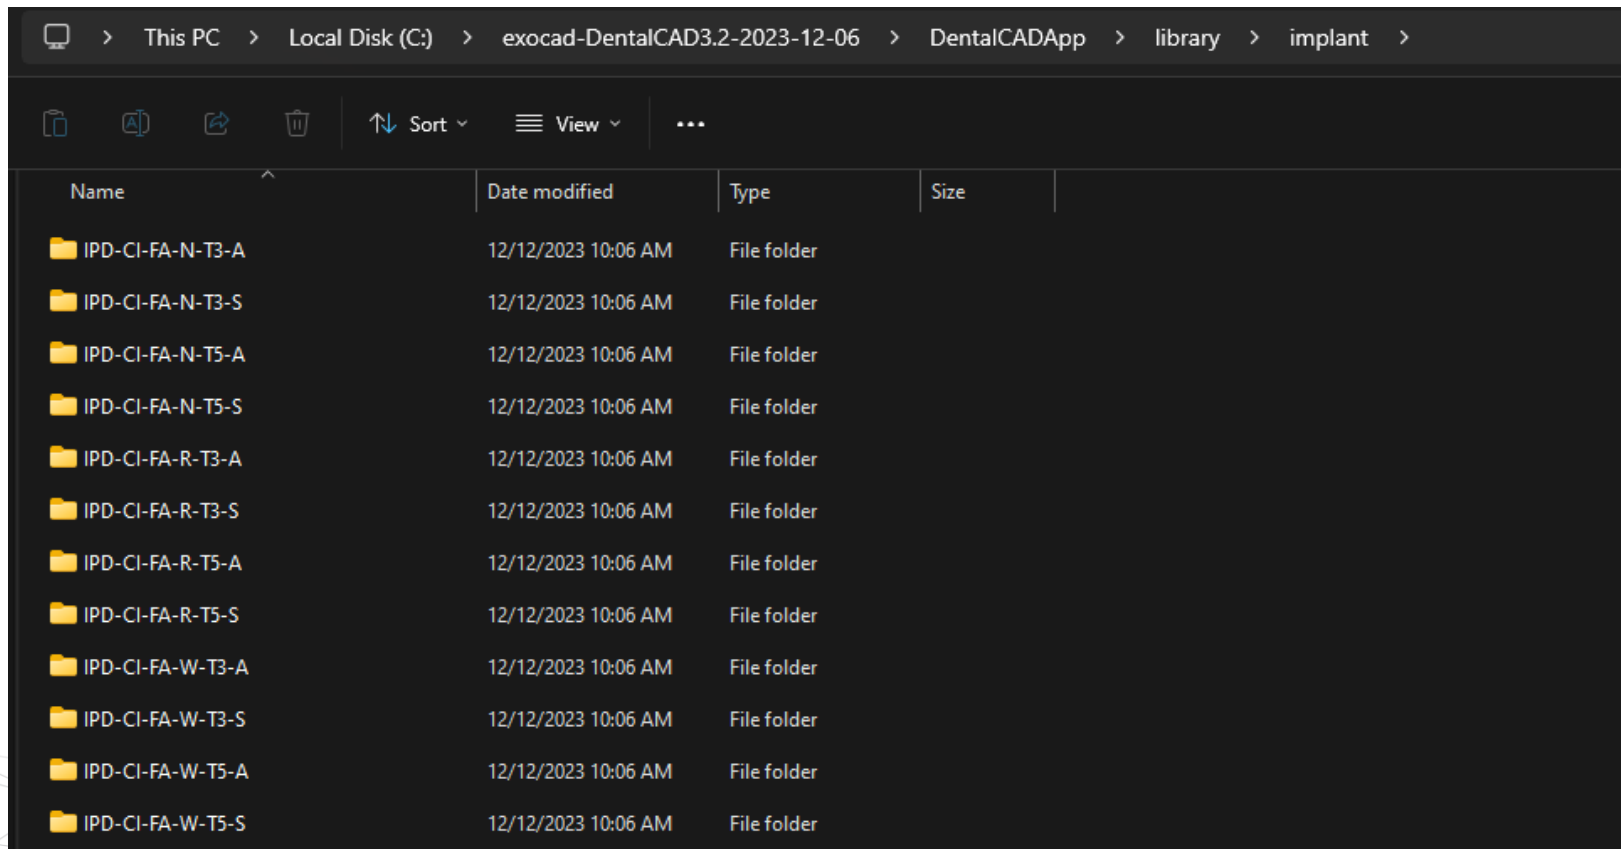 This PC > Local Disk (C:) > exocad-DentalCAD3.2-2023-12-06 > DentalCADApp > library > implant >
Sort View ...
Name Date modified Type Size
IPD-CI-FA-N-T3-A 12/12/2023 10:06 AM File folder
IPD-CI-FA-N-T3-S 12/12/2023 10:06 AM File folder
IPD-CI-FA-N-T5-A 12/12/2023 10:06 AM File folder
IPD-CI-FA-N-T5-S 12/12/2023 10:06 AM File folder
IPD-CI-FA-R-T3-A 12/12/2023 10:06 AM File folder
IPD-CI-FA-R-T3-S 12/12/2023 10:06 AM File folder
IPD-CI-FA-R-T5-A 12/12/2023 10:06 AM File folder
IPD-CI-FA-R-T5-S 12/12/2023 10:06 AM File folder
IPD-CI-FA-W-T3-A 12/12/2023 10:06 AM File folder
IPD-CI-FA-W-T3-S 12/12/2023 10:06 AM File folder
IPD-CI-FA-W-T5-A 12/12/2023 10:06 AM File folder
IPD-CI-FA-W-T5-S 12/12/2023 10:06 AM File folder